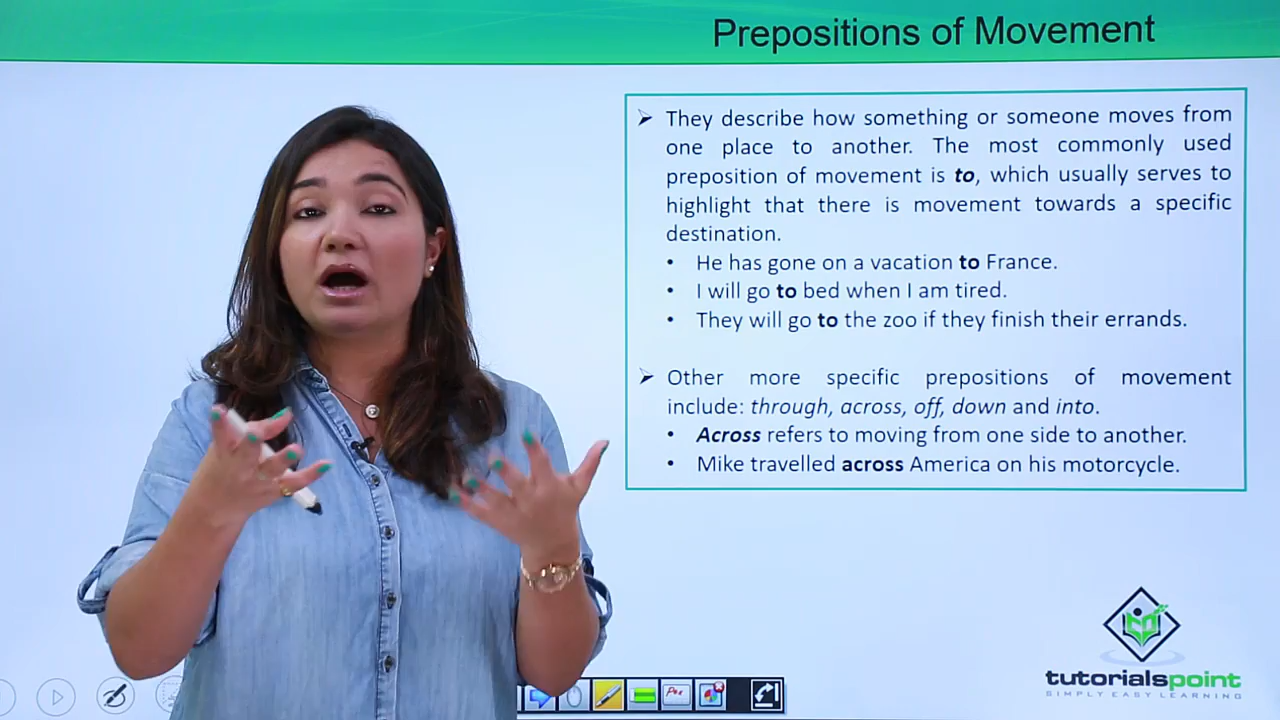 Prepositions of Movement
They describe how something or someone moves from
one place to another. The most commonly used
preposition of movement is to, which usually serves to
highlight that there is movement towards a specific
destination.
• He has gone on a vacation to France.
• I will go to bed when I am tired.
• They will go to the zoo if they finish their errands.
Other more specific prepositions of movement
include: through, across, off, down and into.
• Across refers to moving from one side to another.
• Mike travelled across America on his motorcycle.
tutorialspoint
SIMPLY EASY LEARNING